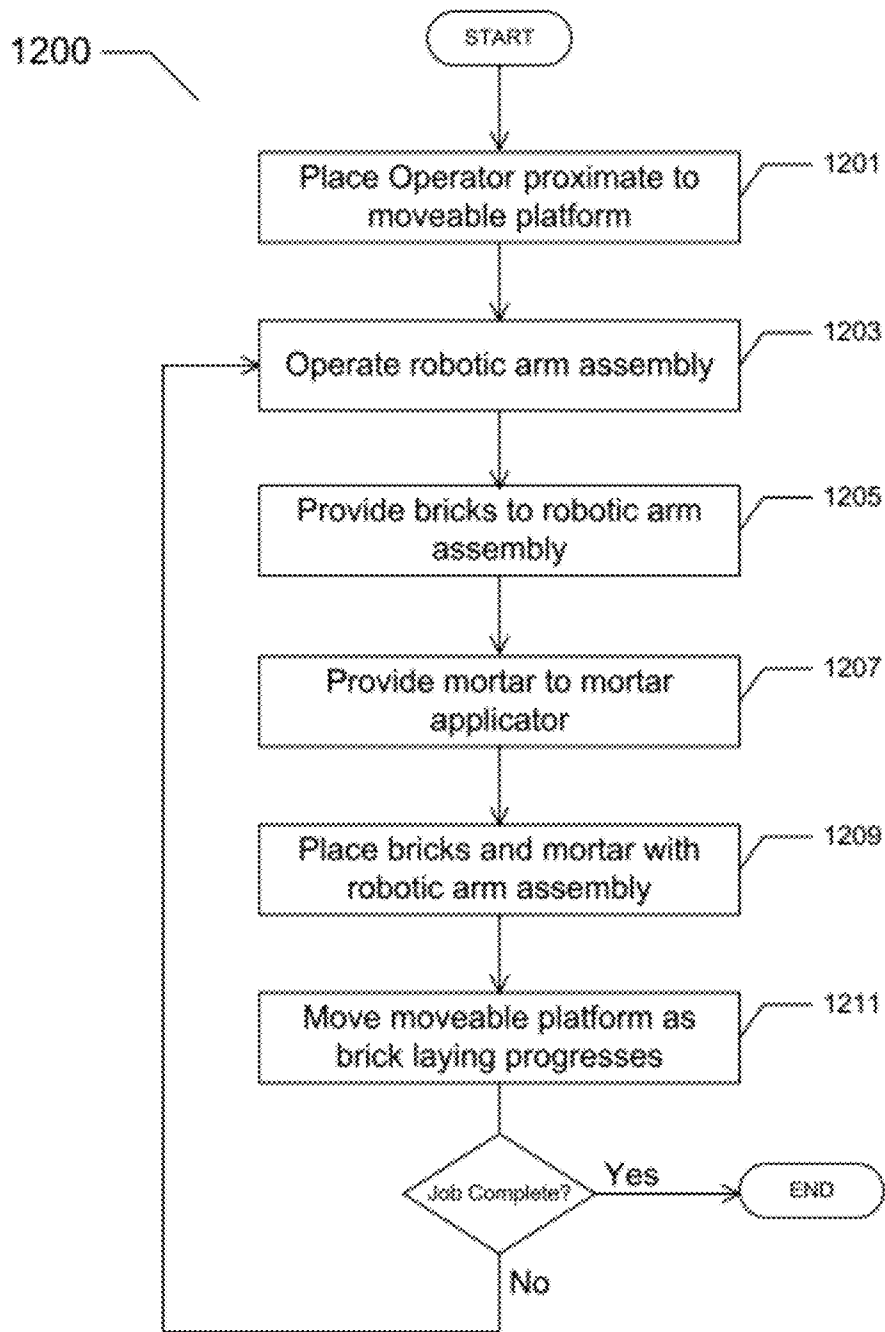 1200
START
Place Operator proximate to
moveable platform
1201
Operate robotic arm assembly
1203
Provide bricks to robotic arm
assembly
1205
Provide mortar to mortar
applicator
1207
Place bricks and mortar with
robotic arm assembly
1209
Move moveable platform as
brick laying progresses
1211
Job Complete?
Yes
END
No